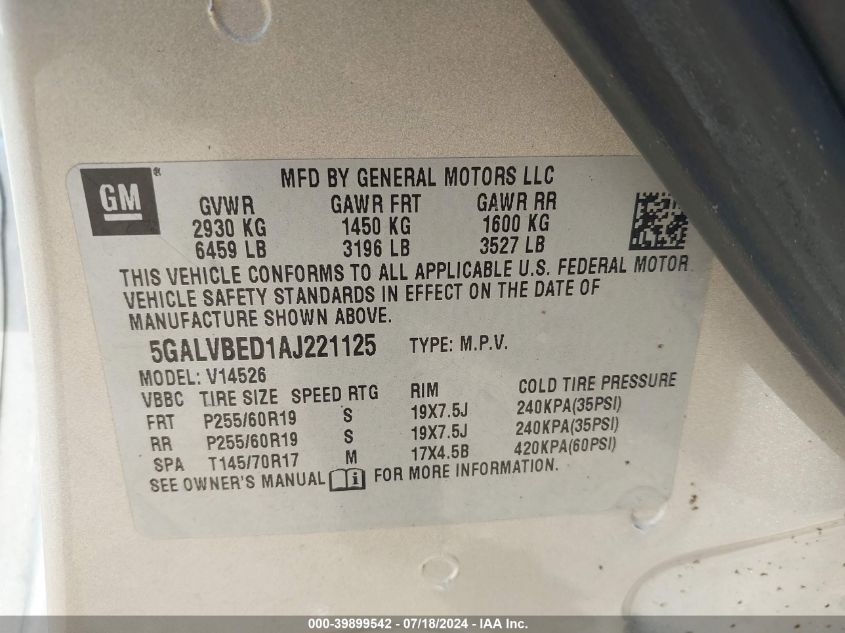 GM ®
MFD BY GENERAL MOTORS LLC
GVWR GAWR FRT GAWR RR
2930 KG 1450 KG 1600 KG
6459 LB 3196 LB 3527 LB
THIS VEHICLE CONFORMS TO ALL APPLICABLE U.S. FEDERAL MOTOR
VEHICLE SAFETY STANDARDS IN EFFECT ON THE DATE OF
MANUFACTURE SHOWN ABOVE.
5GALVBED1AJ221125 TYPE: M.P.V.
MODEL: V14526
VBBC TIRE SIZE SPEED RTG RIM COLD TIRE PRESSURE
FRT P255/60R19 S 19X7.5J 240KPA(35PSI)
RR P255/60R19 S 19X7.5J 240KPA(35PSI)
SPA T145/70R17 M 17X4.5B 420KPA(60PSI)
SEE OWNER'S MANUAL i FOR MORE INFORMATION.
000-39899542 - 07/18/2024 - IAA Inc.